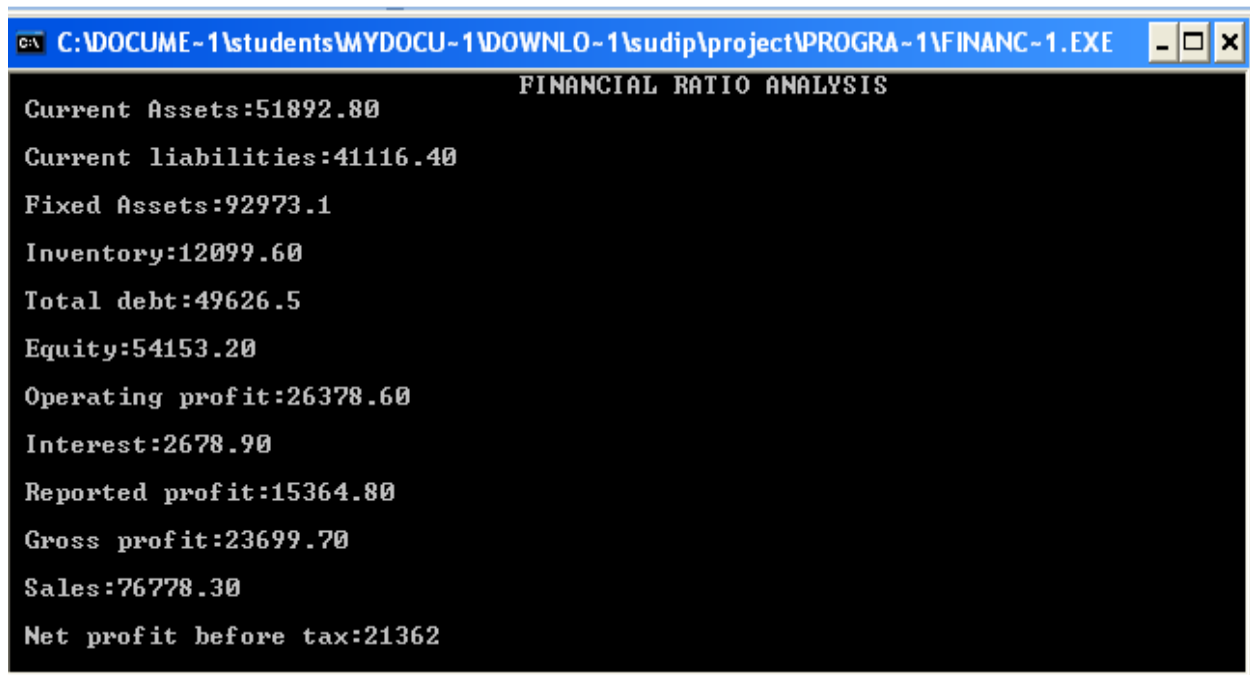 C:\DOCUME~1\students\MYDOCU~1\DOWNLO~1\sudip\project\PROGRA~1\FINANC~1.EXE
FINANCIAL RATIO ANALYSIS
Current Assets:51892.80
Current liabilities:41116.40
Fixed Assets:92973.1
Inventory:12099.60
Total debt:49626.5
Equity:54153.20
Operating profit:26378.60
Interest:2678.90
Reported profit:15364.80
Gross profit:23699.70
Sales:76778.30
Net profit before tax:21362